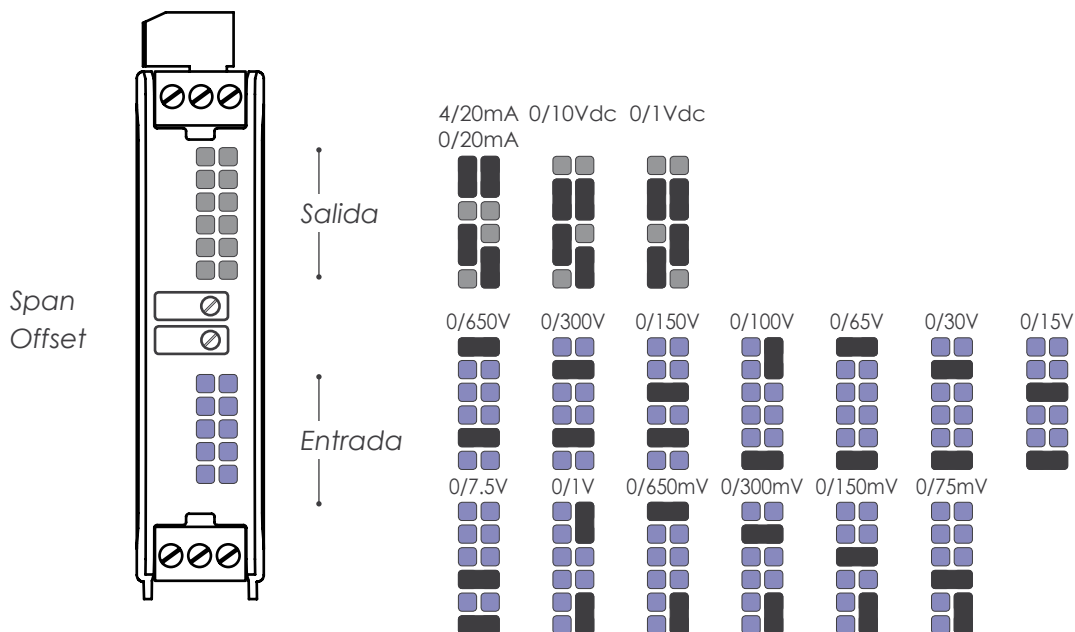 4/20mA 0/10Vdc 0/1Vdc
0/20mA
Salida
Span
Offset
0/650V 0/300V 0/150V 0/100V 0/65V 0/30V 0/15V
Entrada
0/7.5V 0/1V 0/650mV 0/300mV 0/150mV 0/75mV